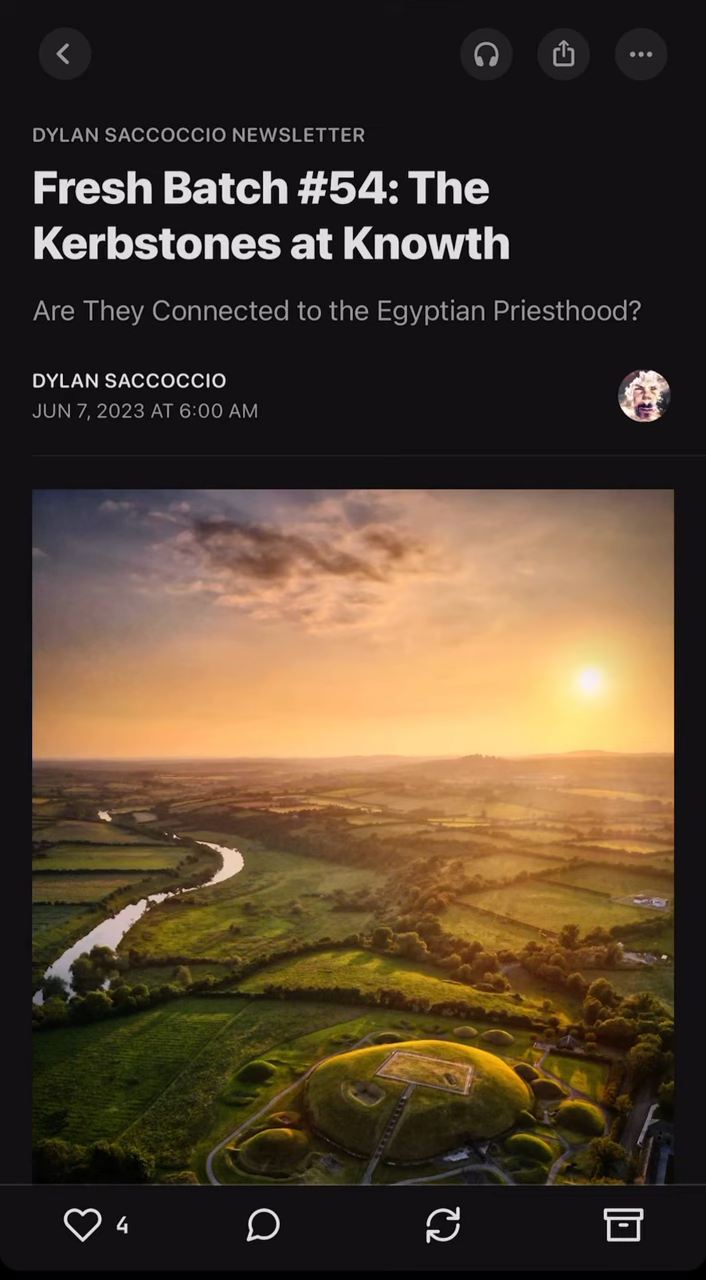 DYLAN SACCOCCIO NEWSLETTER
Fresh Batch #54: The
Kerbstones at Knowth
Are They Connected to the Egyptian Priesthood?
DYLAN SACCOCCIO
JUN 7, 2023 AT 6:00 AM
4